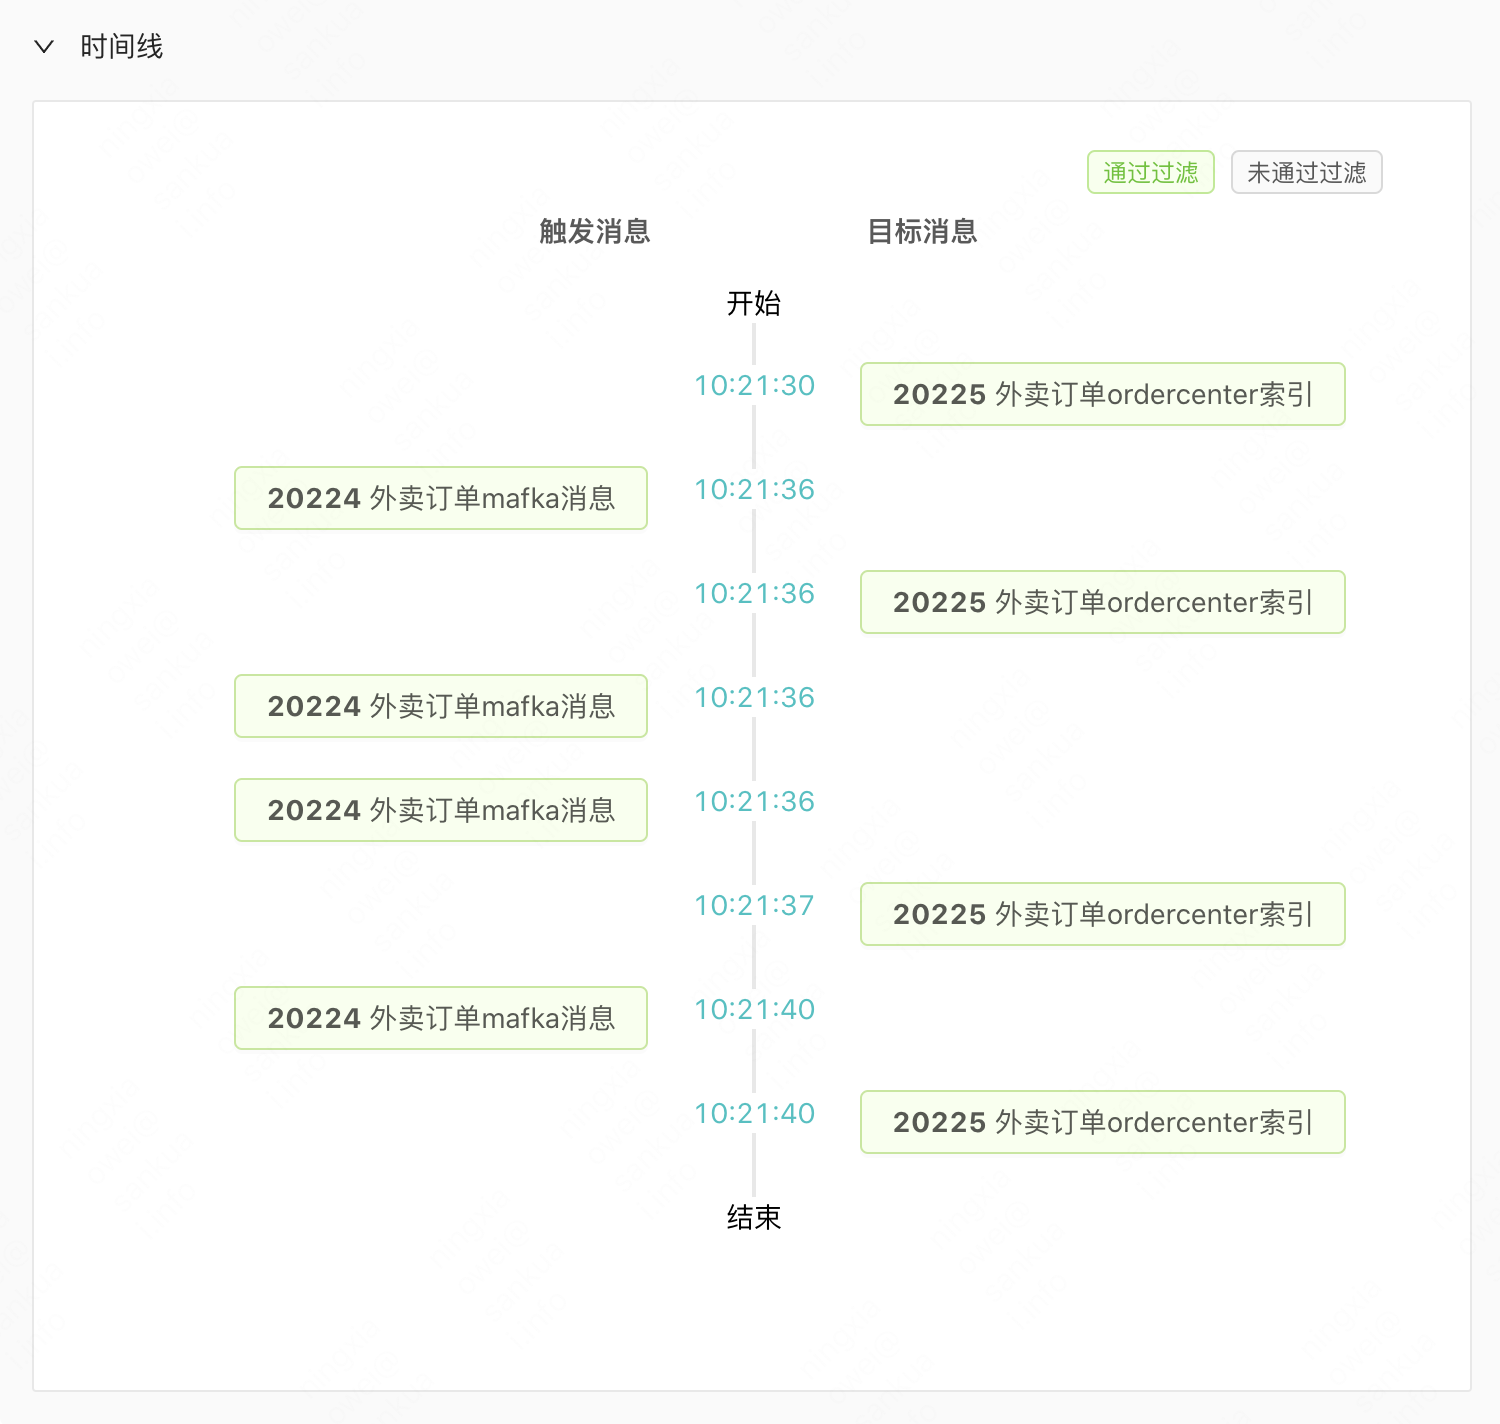 时间线
通过过滤 未通过过滤
触发消息 目标消息
开始
10:21:30 20225 外卖订单ordercenter索引
20224 外卖订单mafka消息 10:21:36
10:21:36 20225 外卖订单ordercenter索引
20224 外卖订单mafka消息 10:21:36
20224 外卖订单mafka消息 10:21:36
10:21:37 20225 外卖订单ordercenter索引
20224 外卖订单mafka消息 10:21:40
10:21:40 20225 外卖订单ordercenter索引
结束